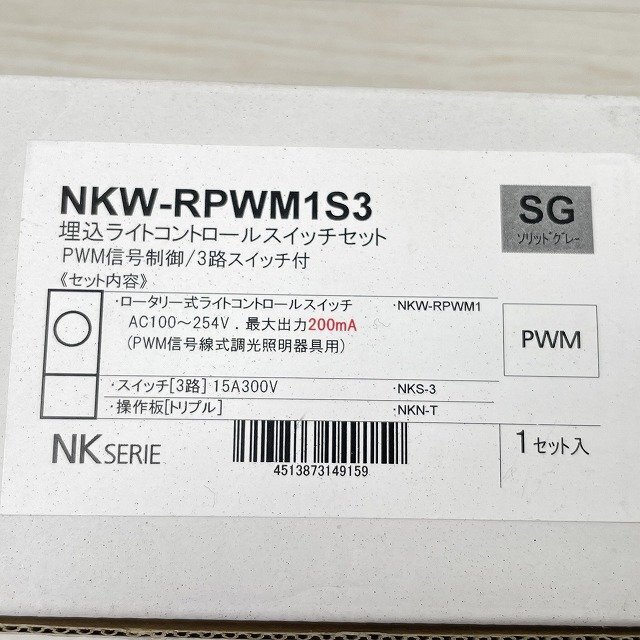 NKW-RPWM1S3
埋込ライトコントロールスイッチセット
PWM信号制御/3路スイッチ付
SG
ソリッドグレー
《セット内容》
・ロータリー式ライトコントロールスイッチ ・NKW-RPWM1
AC100～254V．最大出力200mA
(PWM信号線式調光照明器具用)
PWM
・スイッチ[3路] 15A300V ・NKS-3
・操作板[トリプル] ・NKN-T
NK SERIE
4513873149159
1セット入